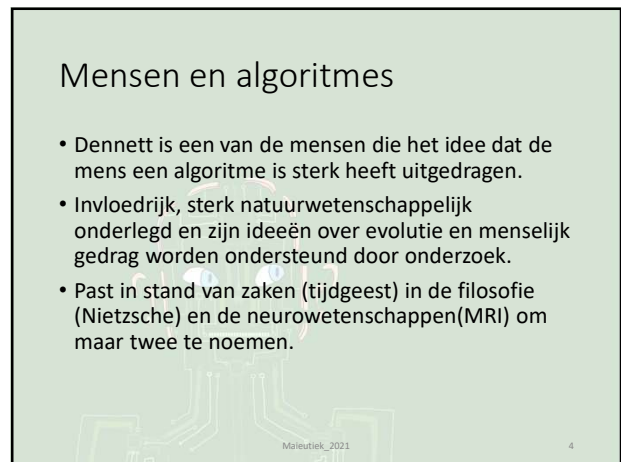 Mensen en algoritmes
• Dennett is een van de mensen die het idee dat de
mens een algoritme is sterk heeft uitgedragen.
• Invloedrijk, sterk natuurwetenschappelijk
onderlegd en zijn ideeën over evolutie en menselijk
gedrag worden ondersteund door onderzoek.
• Past in stand van zaken (tijdgeest) in de filosofie
(Nietzsche) en de neurowetenschappen(MRI) om
maar twee te noemen.
Maieutiek_2021
4